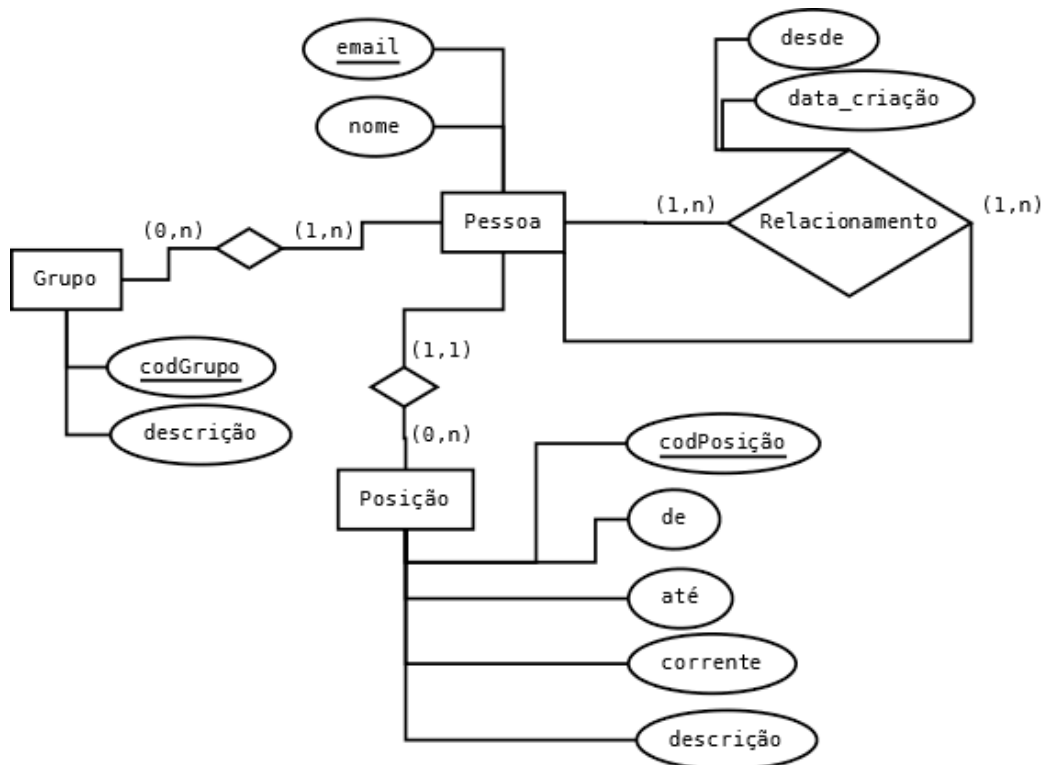 email
desde
data_criação
nome
(0,n)
(1,n)
Pessoa
(1,n)
Relacionamento
(1,n)
Grupo
codGrupo
descrição
(1,1)
(0,n)
codPosição
Posição
de
até
corrente
descrição